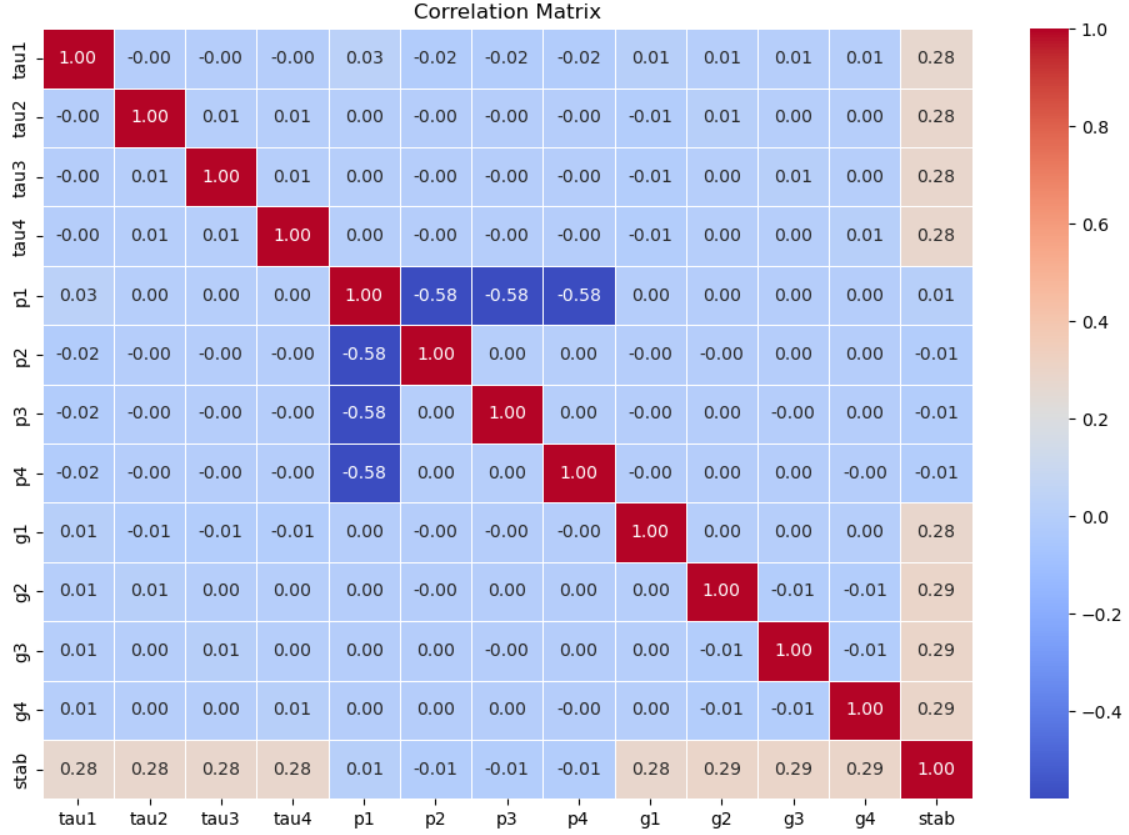 Correlation Matrix
tau1 1.00 -0.00 -0.00 -0.00 0.03 -0.02 -0.02 -0.02 0.01 0.01 0.01 0.01 0.28
tau2 -0.00 1.00 0.01 0.01 0.00 -0.00 -0.00 -0.00 -0.01 0.01 0.00 0.00 0.28
tau3 -0.00 0.01 1.00 0.01 0.00 -0.00 -0.00 -0.00 -0.01 0.00 0.01 0.00 0.28
tau4 -0.00 0.01 0.01 1.00 0.00 -0.00 -0.00 -0.00 -0.01 0.00 0.00 0.01 0.28
p1 0.03 0.00 0.00 0.00 1.00 -0.58 -0.58 -0.58 0.00 0.00 0.00 0.00 0.01
p2 -0.02 -0.00 -0.00 -0.00 -0.58 1.00 0.00 0.00 -0.00 -0.00 0.00 0.00 -0.01
p3 -0.02 -0.00 -0.00 -0.00 -0.58 0.00 1.00 0.00 -0.00 0.00 -0.00 0.00 -0.01
p4 -0.02 -0.00 -0.00 -0.00 -0.58 0.00 0.00 1.00 -0.00 0.00 0.00 -0.00 -0.01
g1 0.01 -0.01 -0.01 -0.01 0.00 -0.00 -0.00 -0.00 1.00 0.00 0.00 0.00 0.28
g2 0.01 0.01 0.00 0.00 0.00 -0.00 0.00 0.00 0.00 1.00 -0.01 -0.01 0.29
g3 0.01 0.00 0.01 0.00 0.00 0.00 -0.00 0.00 0.00 -0.01 1.00 -0.01 0.29
g4 0.01 0.00 0.00 0.01 0.00 0.00 0.00 -0.00 0.00 -0.01 -0.01 1.00 0.29
stab 0.28 0.28 0.28 0.28 0.01 -0.01 -0.01 -0.01 0.28 0.29 0.29 0.29 1.00
tau1 tau2 tau3 tau4 p1 p2 p3 p4 g1 g2 g3 g4 stab
1.0
0.8
0.6
0.4
0.2
0.0
−0.2
−0.4